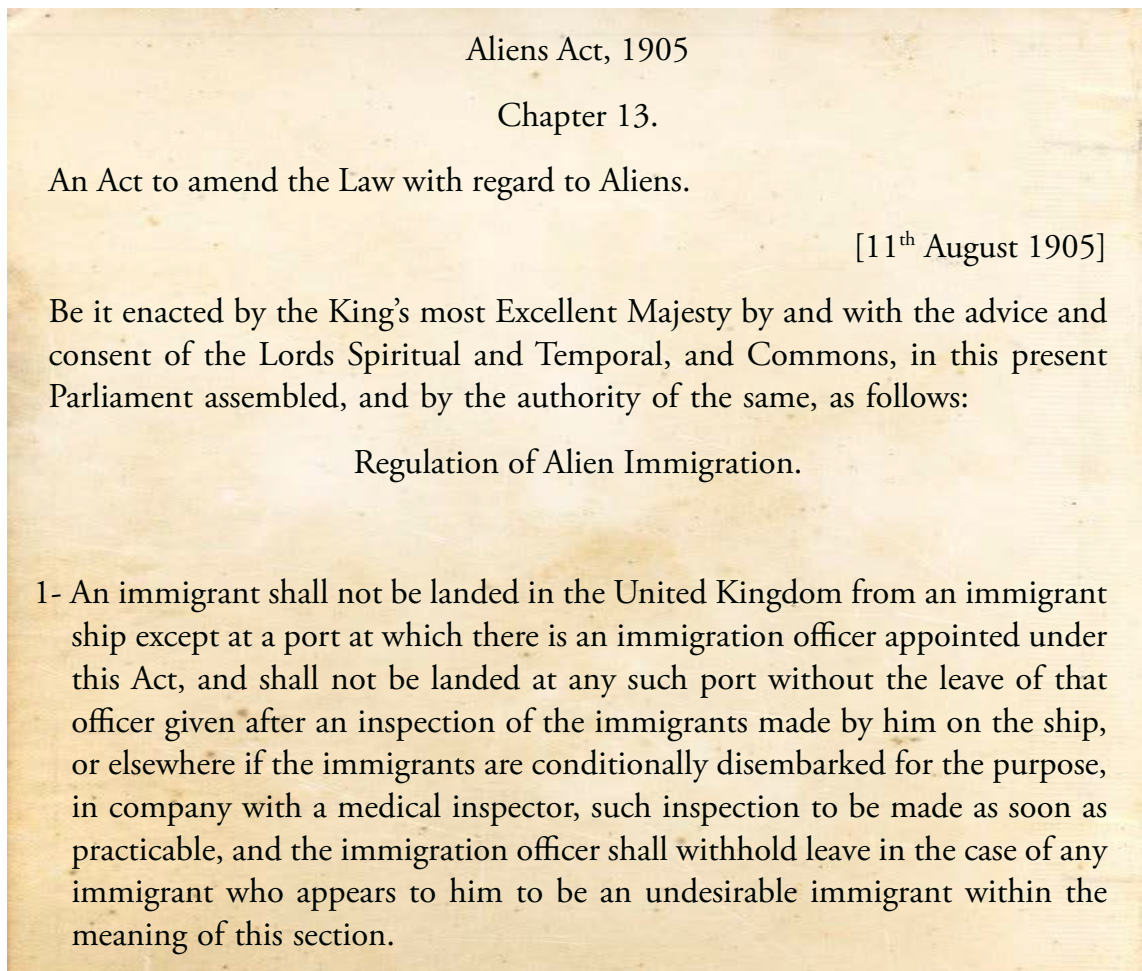 Aliens Act, 1905
Chapter 13.
An Act to amend the Law with regard to Aliens.
[11th August 1905]
Be it enacted by the King’s most Excellent Majesty by and with the advice and
consent of the Lords Spiritual and Temporal, and Commons, in this present
Parliament assembled, and by the authority of the same, as follows:
Regulation of Alien Immigration.
1- An immigrant shall not be landed in the United Kingdom from an immigrant
ship except at a port at which there is an immigration officer appointed under
this Act, and shall not be landed at any such port without the leave of that
officer given after an inspection of the immigrants made by him on the ship,
or elsewhere if the immigrants are conditionally disembarked for the purpose,
in company with a medical inspector, such inspection to be made as soon as
practicable, and the immigration officer shall withhold leave in the case of any
immigrant who appears to him to be an undesirable immigrant within the
meaning of this section.